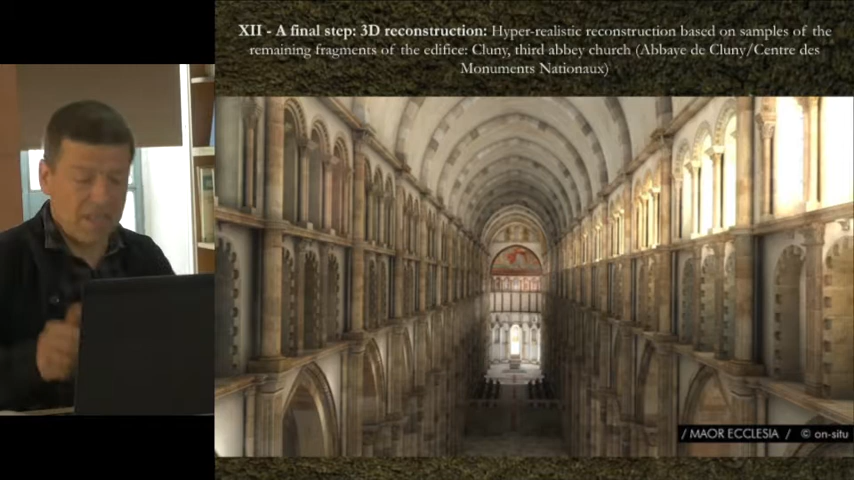 XII - A final step: 3D reconstruction: Hyper-realistic reconstruction based on samples of the
remaining fragments of the edifice: Cluny, third abbey church (Abbaye de Cluny/Centre des
Monuments Nationaux)
/ MAOR ECCLESIA / © on-situ